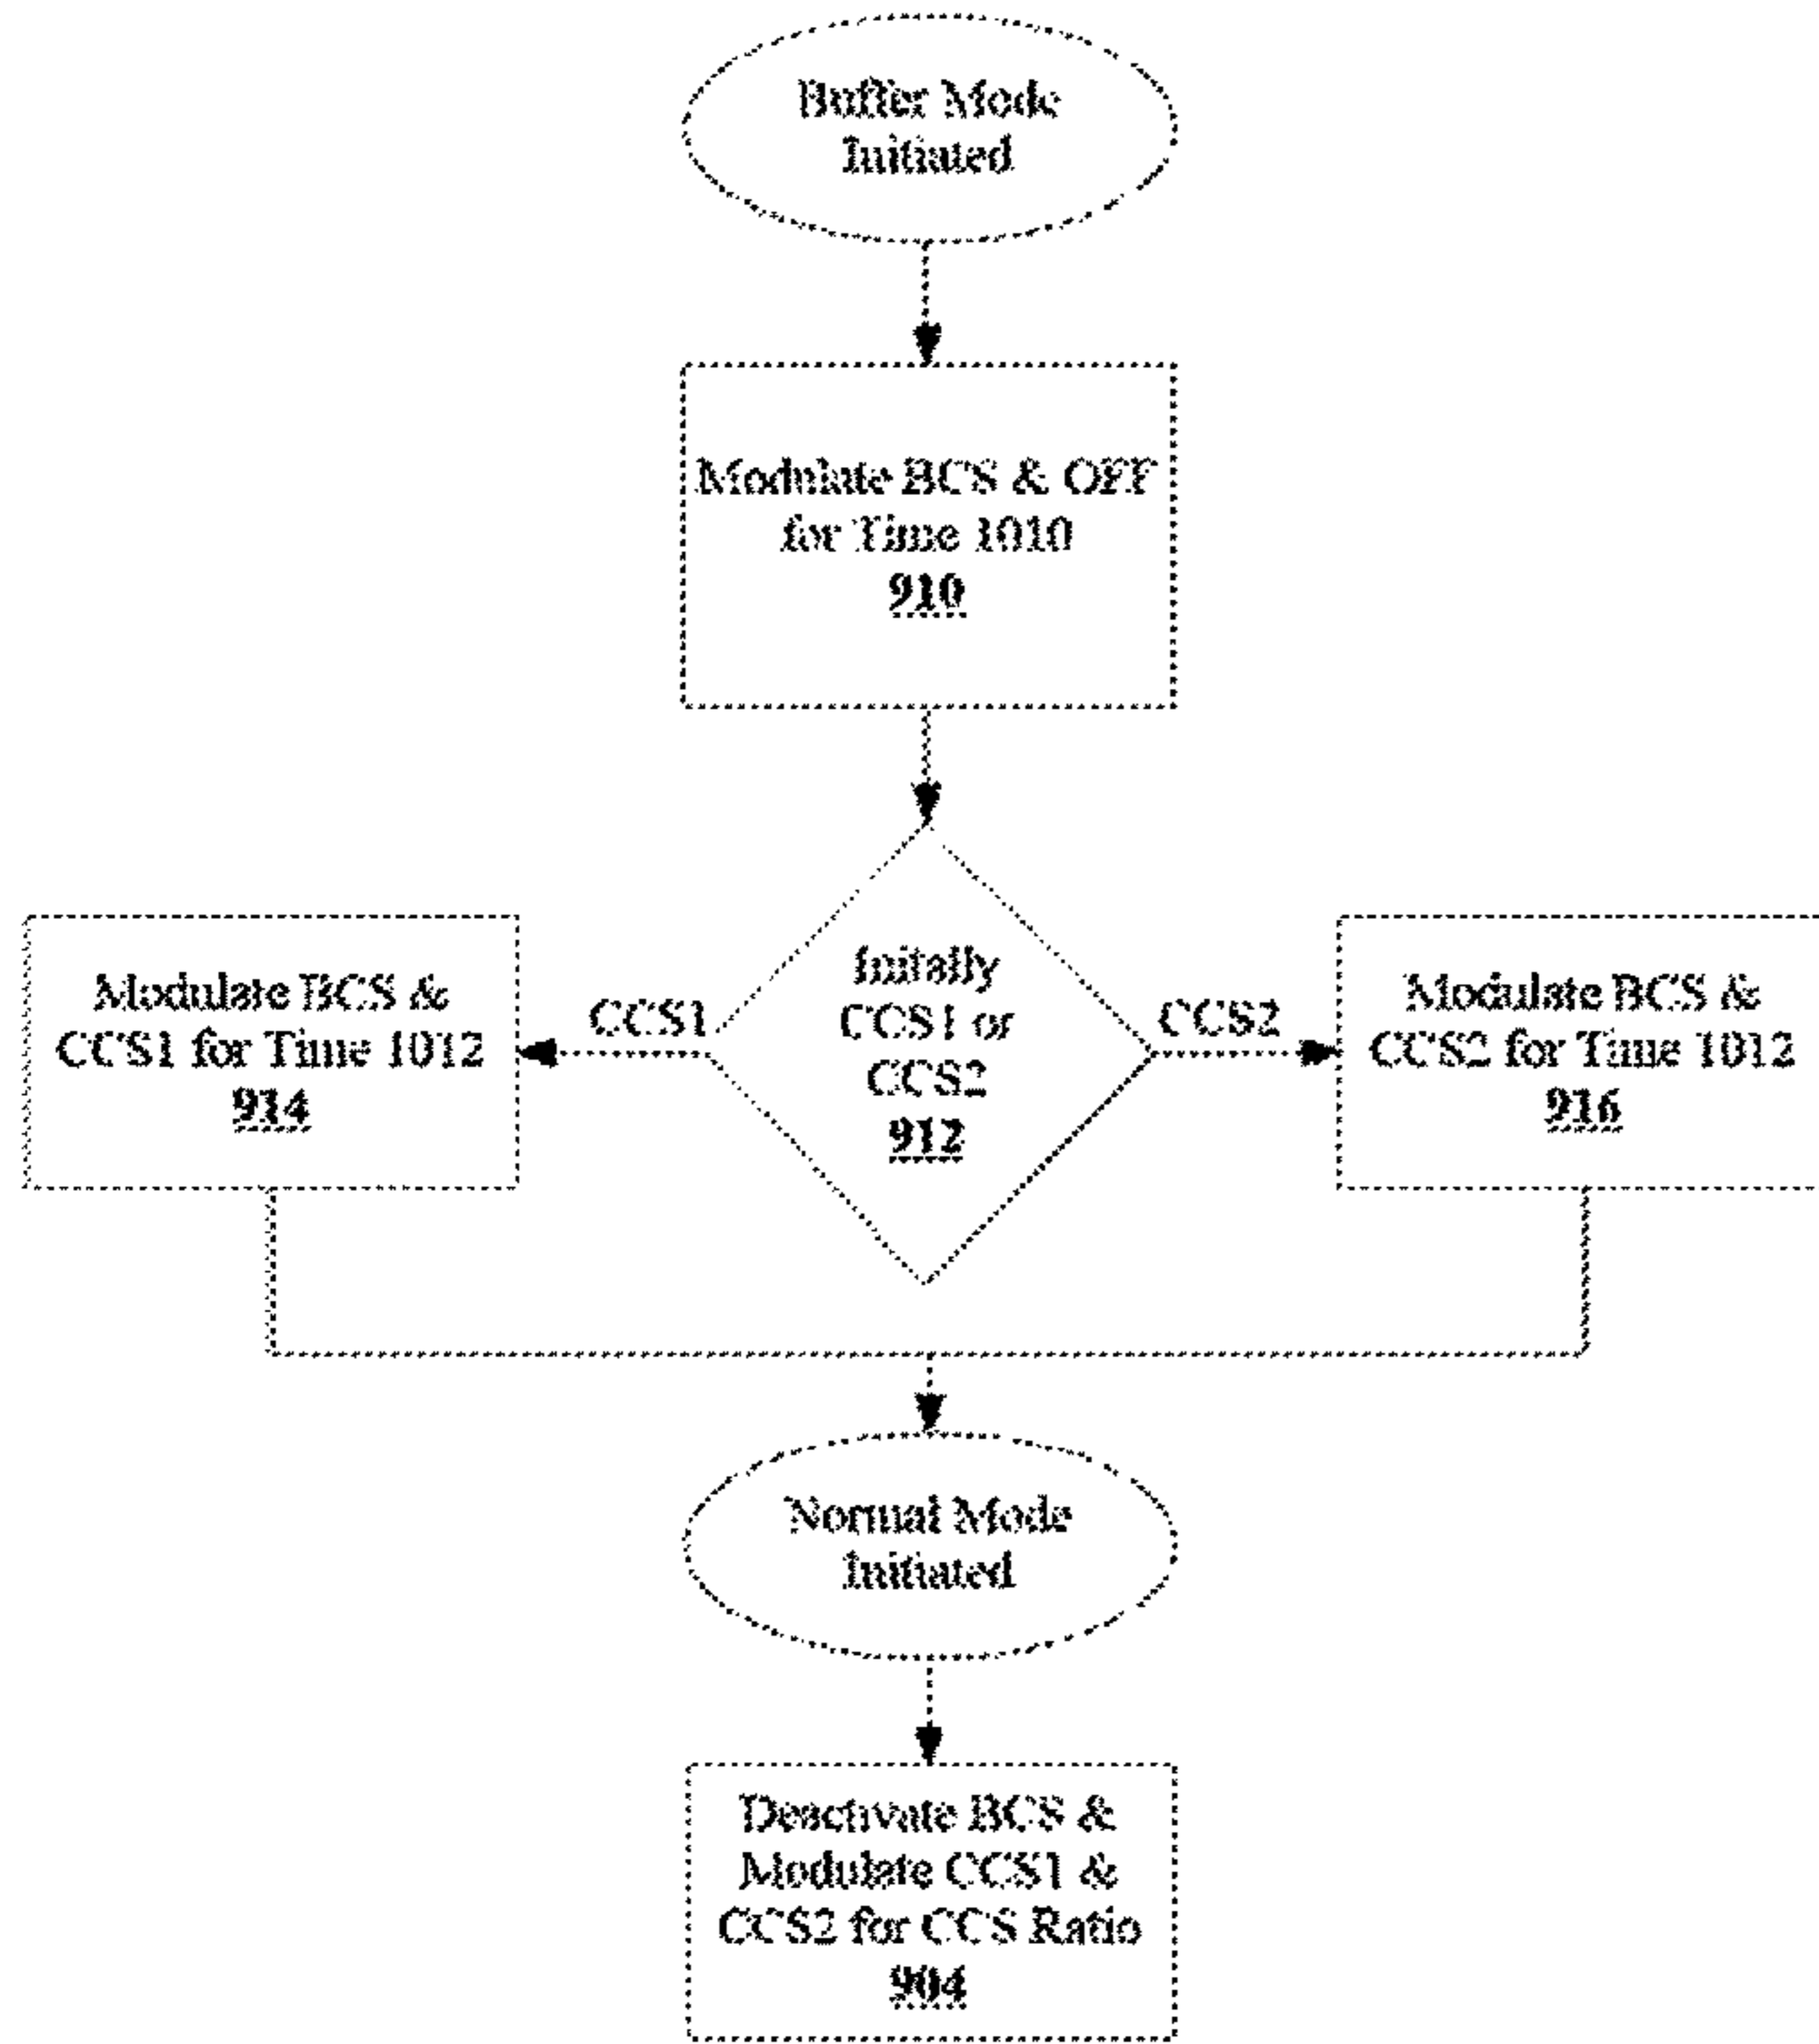 Buffer Mode
Initiated
Modulate BCS & OFF
for Time 1010
910
Initally
CCS1 or
CCS2
912
CCS1
CCS2
Modulate BCS &
CCS1 for Time 1012
914
Modulate BCS &
CCS2 for Time 1012
916
Normal Mode
Initiated
Deactivate BCS &
Modulate CCS1 &
CCS2 for CCS Ratio
904